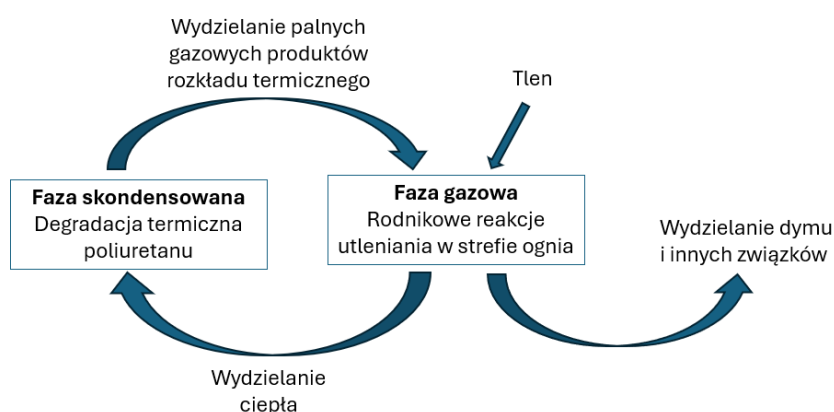 Wydzielanie palnych
gazowych produktów
rozkładu termicznego
Tlen
Faza skondensowana
Degradacja termiczna
poliuretanu
Faza gazowa
Rodnikowe reakcje
utleniania w strefie ognia
Wydzielanie dymu
i innych związków
Wydzielanie
ciepła